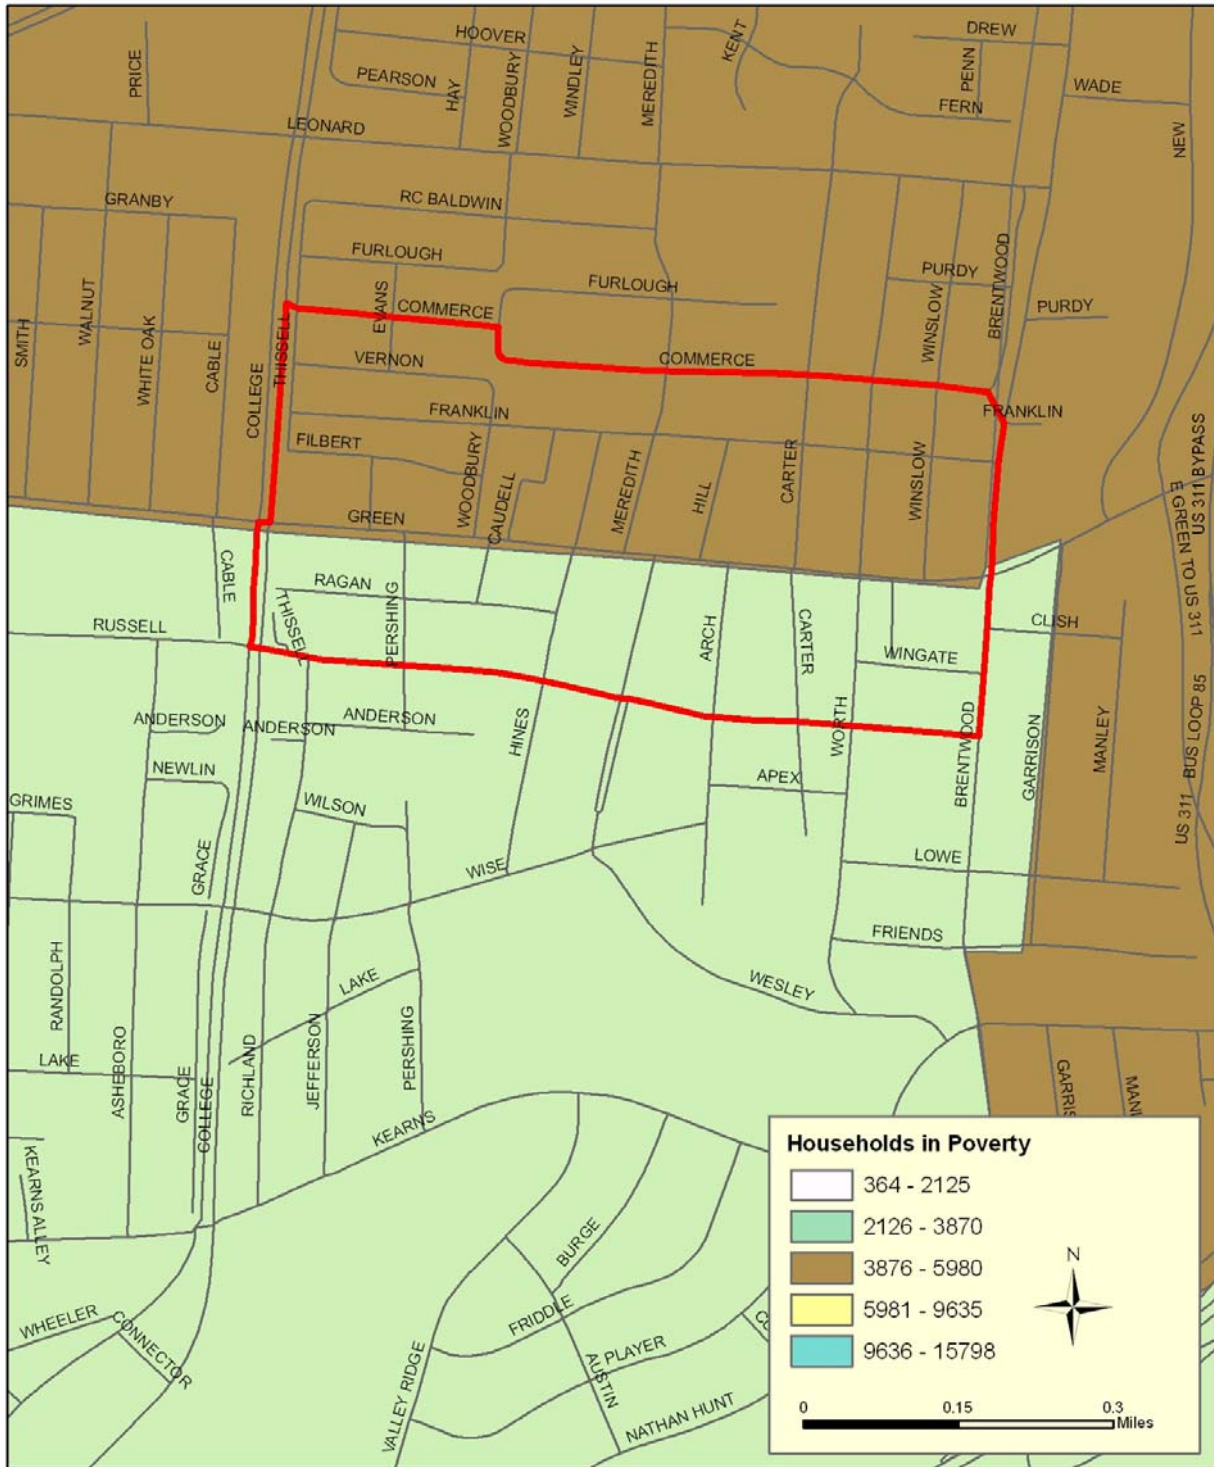 HOOVER
KENT
DREW
PRICE
PEARSON
HAY
WOODBURY
WINDLEY
MEREDITH
PENN
WADE
FERN
LEONARD
NEW
GRANBY
RC BALDWIN
FURLOUGH
FURLOUGH
PURDY
BRENTWOOD
PURDY
SMITH
WALNUT
WHITE OAK
CABLE
COLLEGE
THISSELL
EVANS
COMMERCE
COMMERCE
WINSLOW
VERNON
FRANKLIN
FRANKLIN
FILBERT
WOODBURY
CAUDELL
MEREDITH
HILL
CARTER
WINSLOW
US 311 BYPASS
E GREEN TO US 311
GREEN
CABLE
RAGAN
THISSELL
PERSHING
RUSSELL
ARCH
CARTER
WINGATE
CLISH
ANDERSON
ANDERSON
ANDERSON
HINES
WORTH
BRENTWOOD
GARRISON
MANLEY
US 311 BUS LOOP 85
NEWLIN
APEX
GRIMES
WILSON
GRACE
WISE
LOWE
FRIENDS
RANDOLPH
LAKE
WESLEY
ASHEBORO
LAKE
GRACE
COLLEGE
RICHLAND
JEFFERSON
PERSHING
GARRIS
MANI
KEARNS
KEARNS ALLEY
WHEELER
CONNECTOR
BURGE
FRIDDLE
VALLEY RIDGE
AUSTIN
PLAYER
NATHAN HUNT
Households in Poverty
364 - 2125
2126 - 3870
3876 - 5980
5981 - 9635
9636 - 15798
N
0 0.15 0.3
Miles